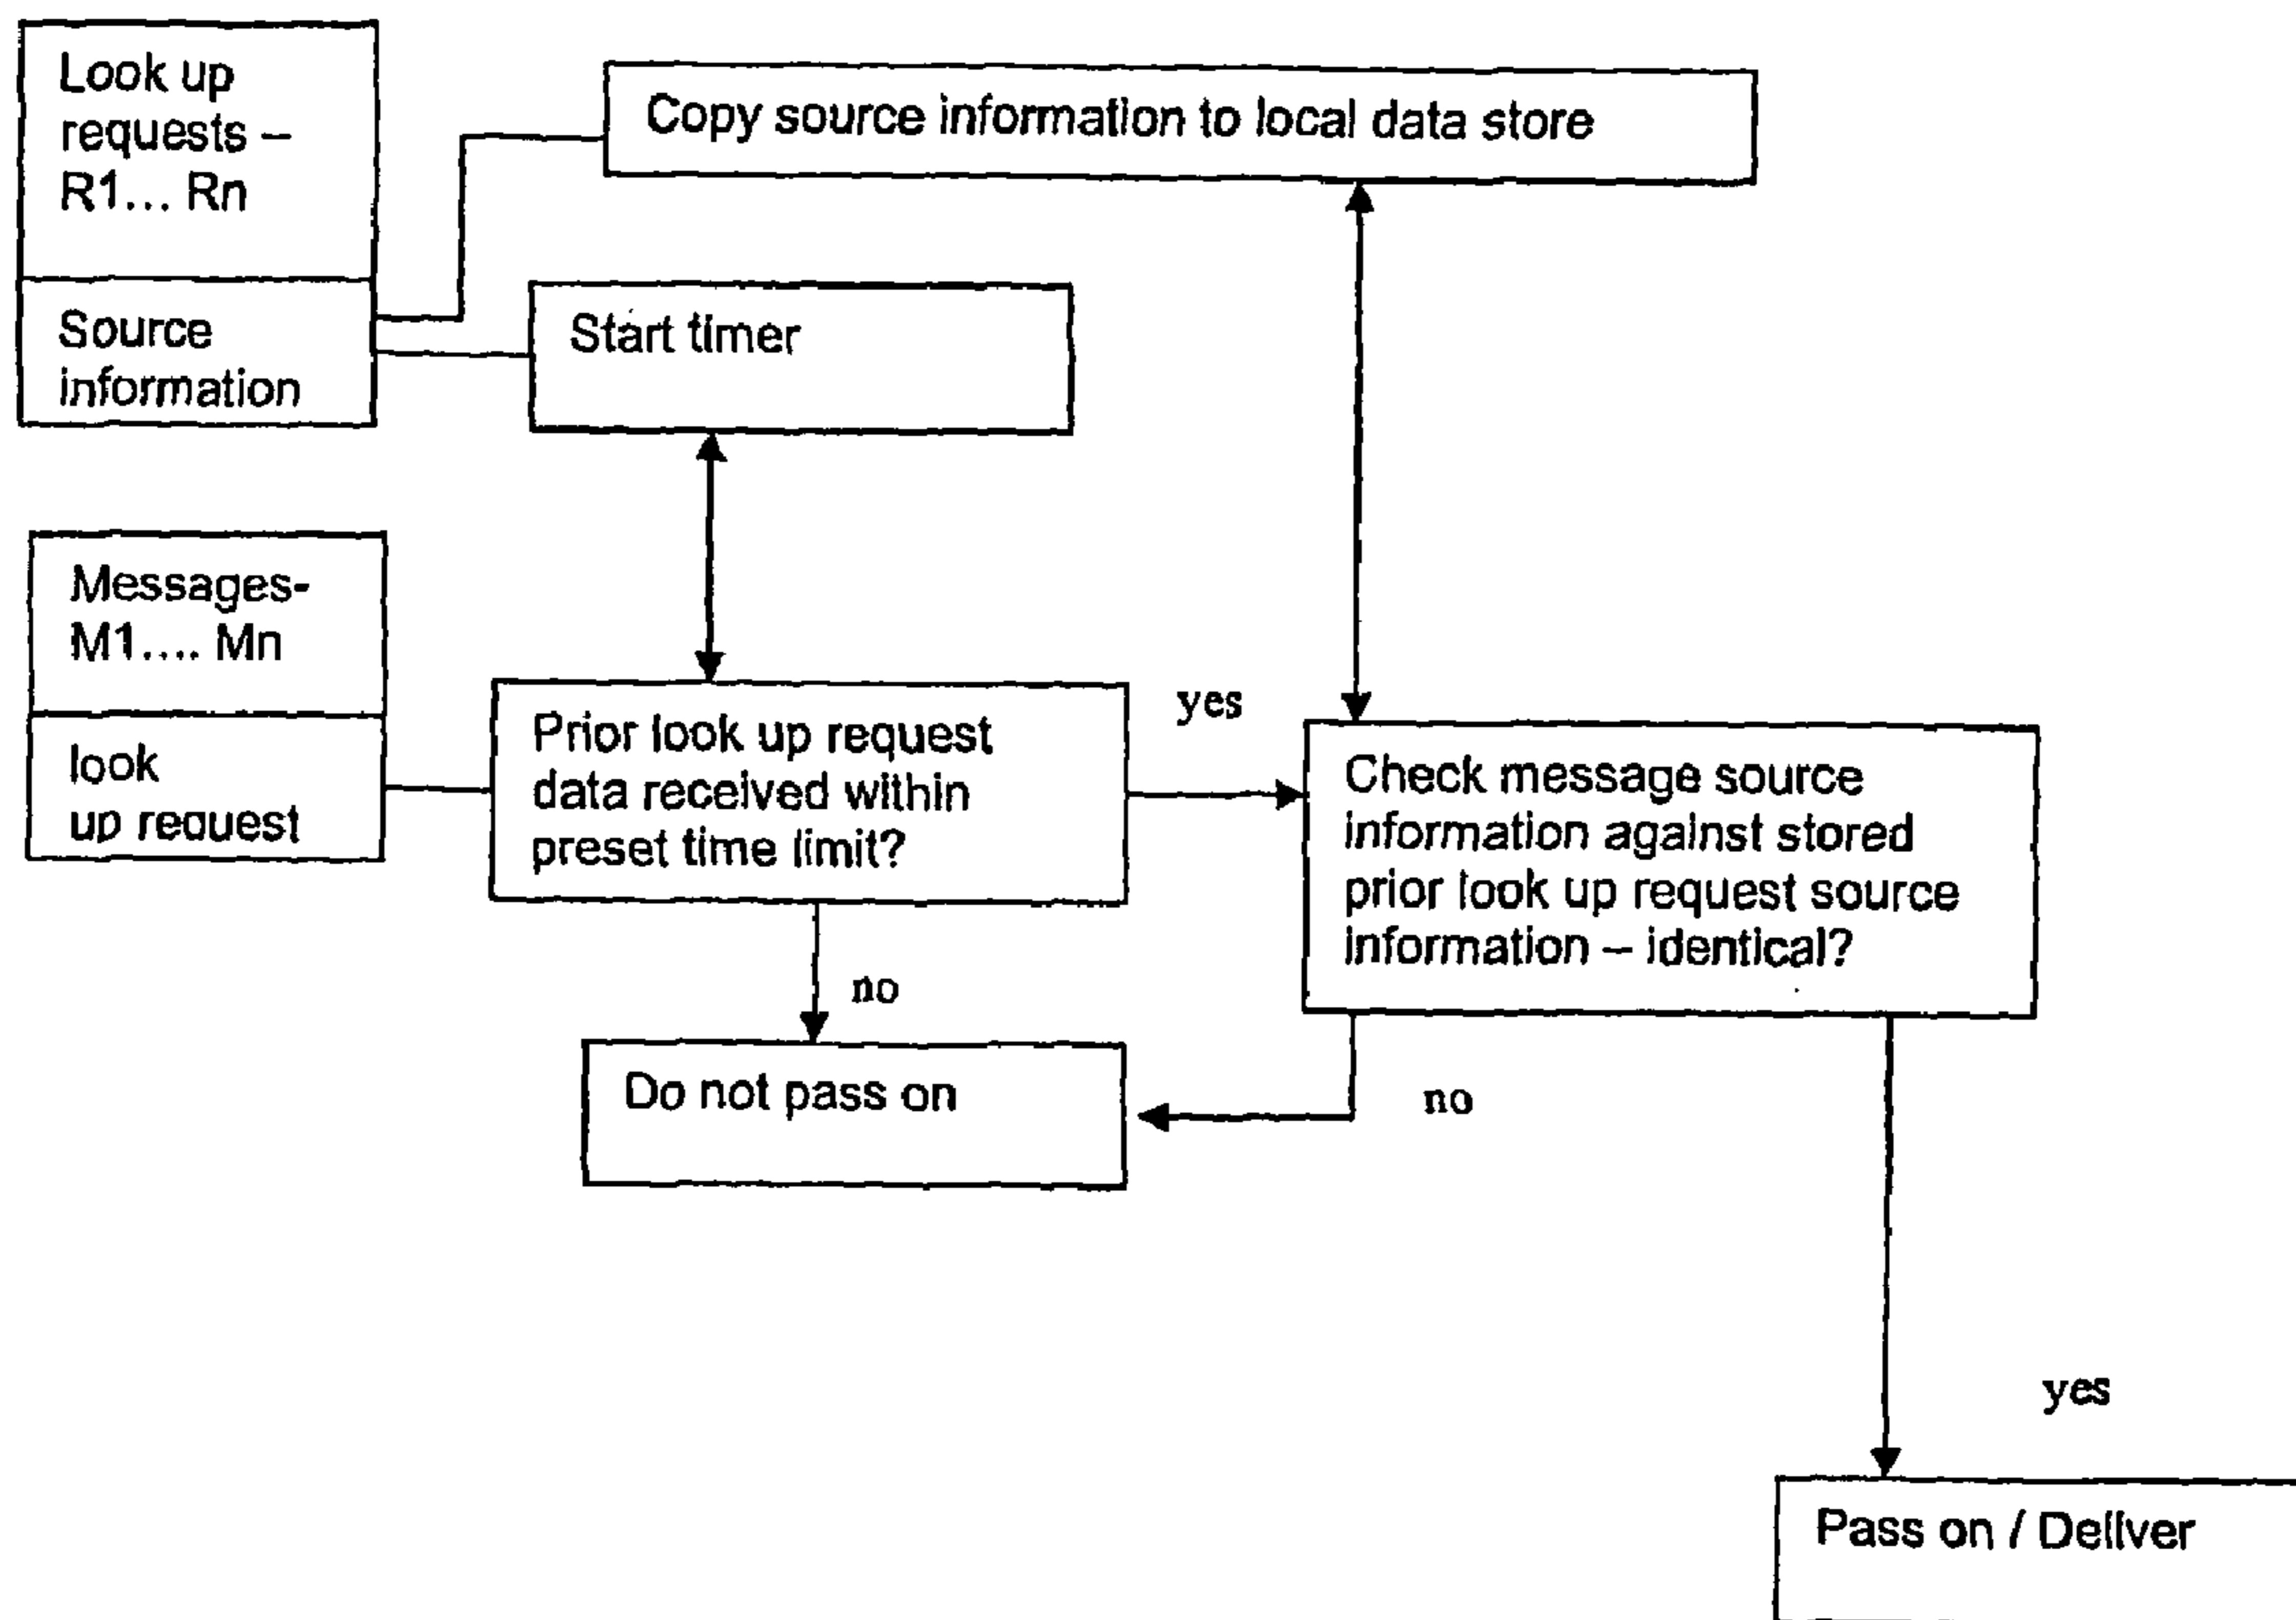 Look up
requests –
R1... Rn
Source
information
Copy source information to local data store
Start timer
Messages-
M1.... Mn
look
up request
Prior look up request
data received within
preset time limit?
yes
Check message source
information against stored
prior look up request source
information – identical?
no
Do not pass on
no
yes
Pass on / Deliver